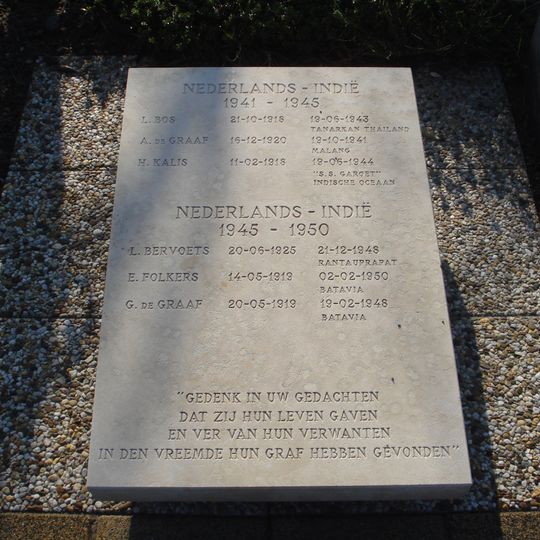 NEDERLANDS - INDIË
1941 - 1945
L. BOS 21-10-1918 19-06-1943
TANARKAN THAILAND
A. DE GRAAF 16-12-1920 19-10-1941
MALANG
H. KALIS 11-02-1918 19-06-1944
"S.S. GAROET"
INDISCHE OCEAAN
NEDERLANDS - INDIË
1945 - 1950
L. BERVOETS 20-06-1925 21-12-1948
RANTAUPRAPAT
E. FOLKERS 14-05-1919 02-02-1950
BATAVIA
G. DE GRAAF 20-05-1919 19-02-1948
BATAVIA
"GEDENK IN UW GEDACHTEN
DAT ZIJ HUN LEVEN GAVEN
EN VER VAN HUN VERWANTEN
IN DEN VREEMDE HUN GRAF HEBBEN GEVONDEN"